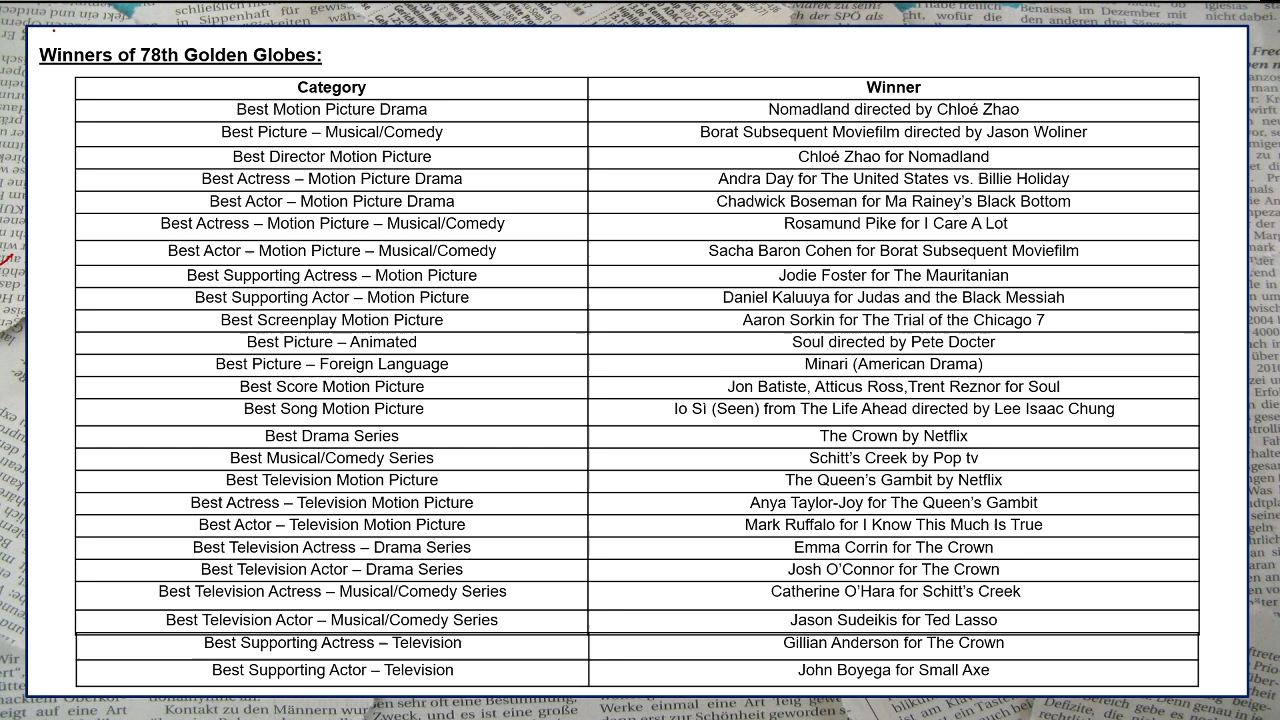 Winners of 78th Golden Globes:
Category Winner
Best Motion Picture Drama Nomadland directed by Chloé Zhao
Best Picture – Musical/Comedy Borat Subsequent Moviefilm directed by Jason Woliner
Best Director Motion Picture Chloé Zhao for Nomadland
Best Actress – Motion Picture Drama Andra Day for The United States vs. Billie Holiday
Best Actor – Motion Picture Drama Chadwick Boseman for Ma Rainey’s Black Bottom
Best Actress – Motion Picture – Musical/Comedy Rosamund Pike for I Care A Lot
Best Actor – Motion Picture – Musical/Comedy Sacha Baron Cohen for Borat Subsequent Moviefilm
Best Supporting Actress – Motion Picture Jodie Foster for The Mauritanian
Best Supporting Actor – Motion Picture Daniel Kaluuya for Judas and the Black Messiah
Best Screenplay Motion Picture Aaron Sorkin for The Trial of the Chicago 7
Best Picture – Animated Soul directed by Pete Docter
Best Picture – Foreign Language Minari (American Drama)
Best Score Motion Picture Jon Batiste, Atticus Ross,Trent Reznor for Soul
Best Song Motion Picture Io Sì (Seen) from The Life Ahead directed by Lee Isaac Chung
Best Drama Series The Crown by Netflix
Best Musical/Comedy Series Schitt’s Creek by Pop tv
Best Television Motion Picture The Queen’s Gambit by Netflix
Best Actress – Television Motion Picture Anya Taylor-Joy for The Queen’s Gambit
Best Actor – Television Motion Picture Mark Ruffalo for I Know This Much Is True
Best Television Actress – Drama Series Emma Corrin for The Crown
Best Television Actor – Drama Series Josh O’Connor for The Crown
Best Television Actress – Musical/Comedy Series Catherine O’Hara for Schitt’s Creek
Best Television Actor – Musical/Comedy Series Jason Sudeikis for Ted Lasso
Best Supporting Actress – Television Gillian Anderson for The Crown
Best Supporting Actor – Television John Boyega for Small Axe